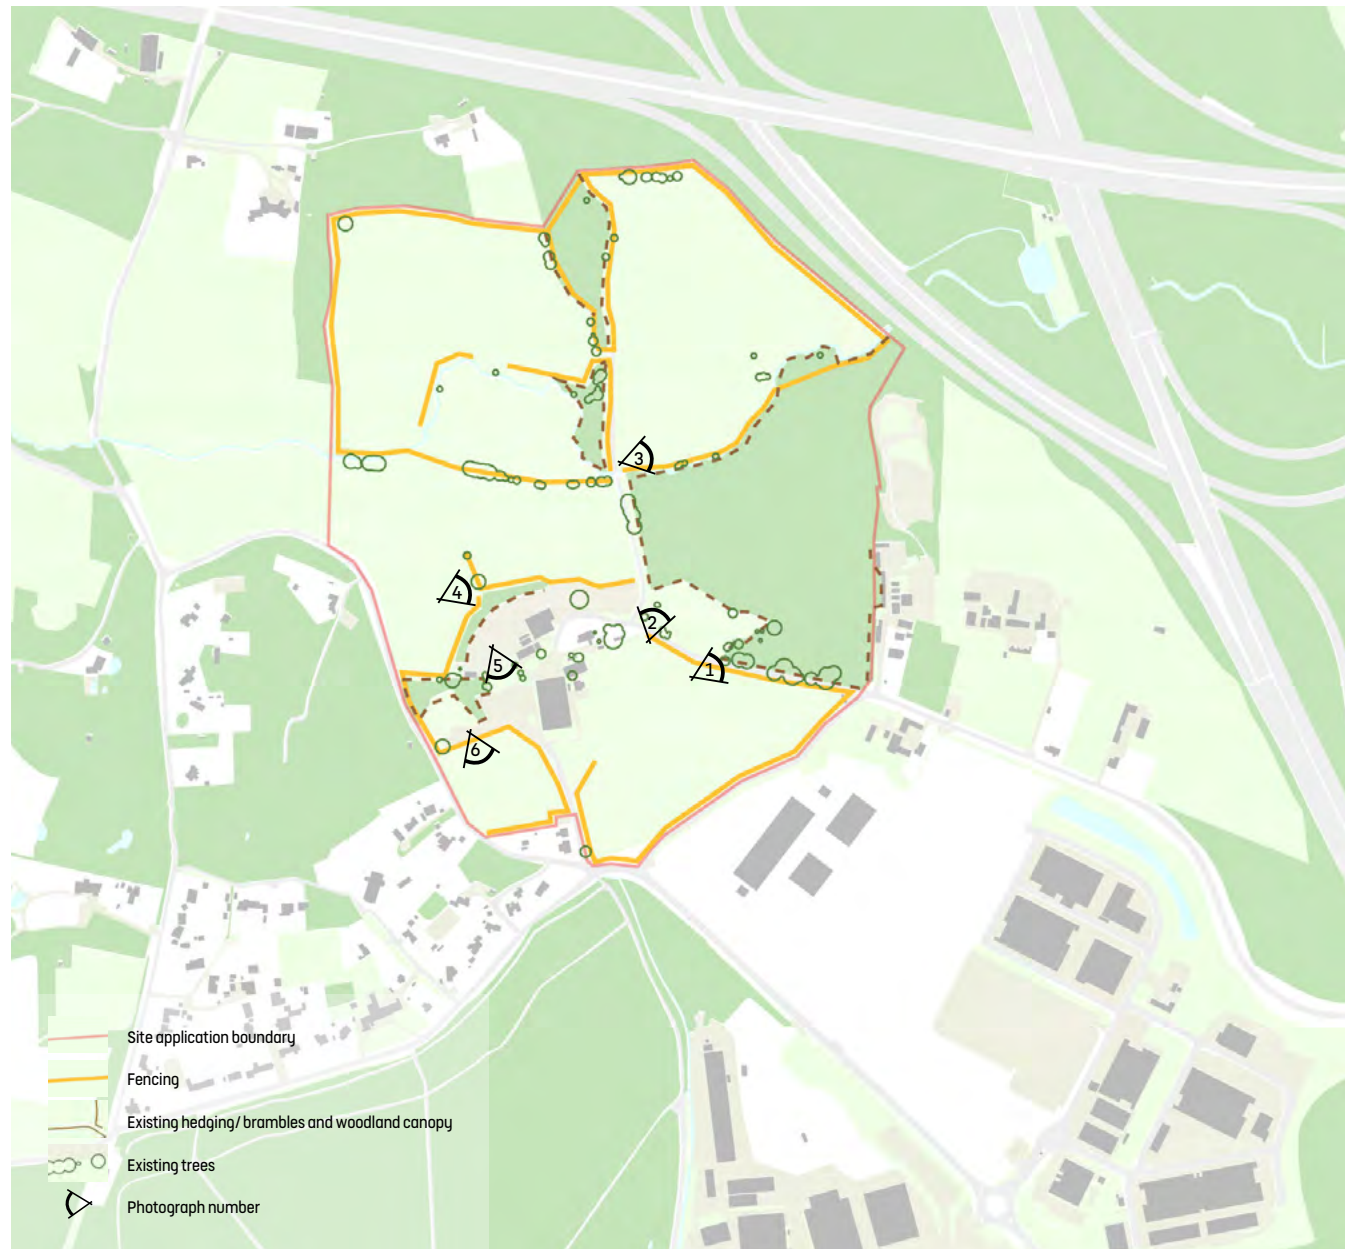 3
4
2
5
1
6
Site application boundary
Fencing
Existing hedging/ brambles and woodland canopy
Existing trees
Photograph number